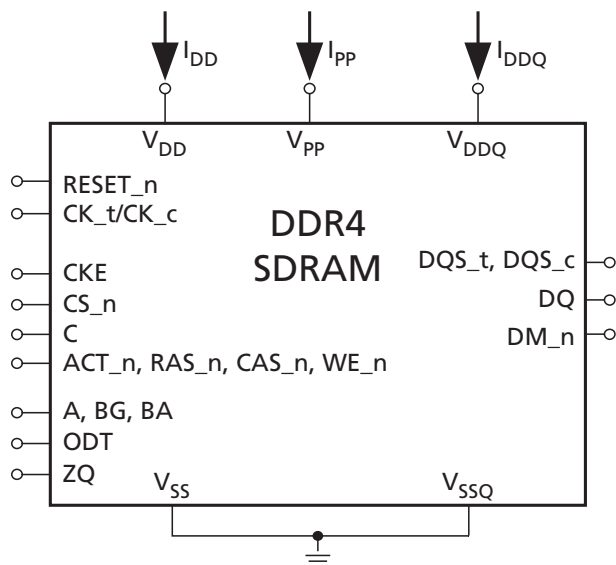 I_DD I_PP I_DDQ
V_DD V_PP V_DDQ
RESET_n
CK_t/CK_c
DDR4
SDRAM
CKE
CS_n
C
ACT_n, RAS_n, CAS_n, WE_n
A, BG, BA
ODT
ZQ
DQS_t, DQS_c
DQ
DM_n
V_SS V_SSQ